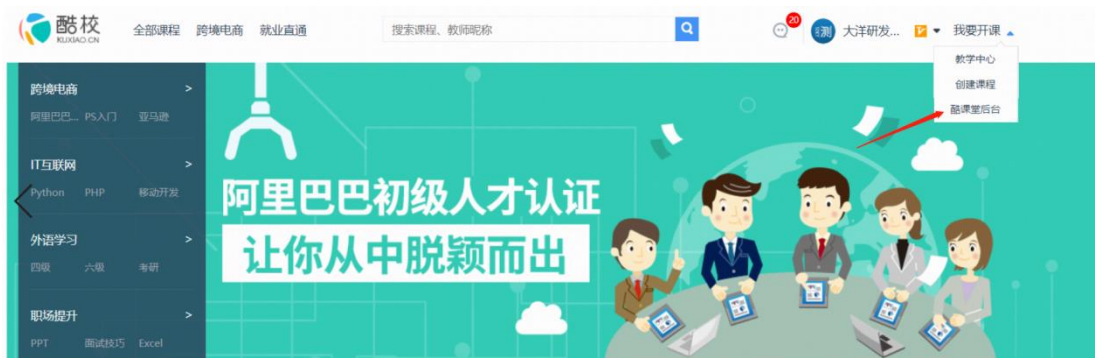 酷校
KUXIAO.CN
全部课程 跨境电商 就业直通
搜索课程、教师昵称
20
大洋研发...
我要开课
教学中心
创建课程
酷课堂后台
跨境电商 >
阿里巴巴... PS入门 亚马逊
IT互联网 >
Python PHP 移动开发
外语学习 >
四级 六级 考研
职场提升 >
PPT 面试技巧 Excel
阿里巴巴初级人才认证
让你从中脱颖而出